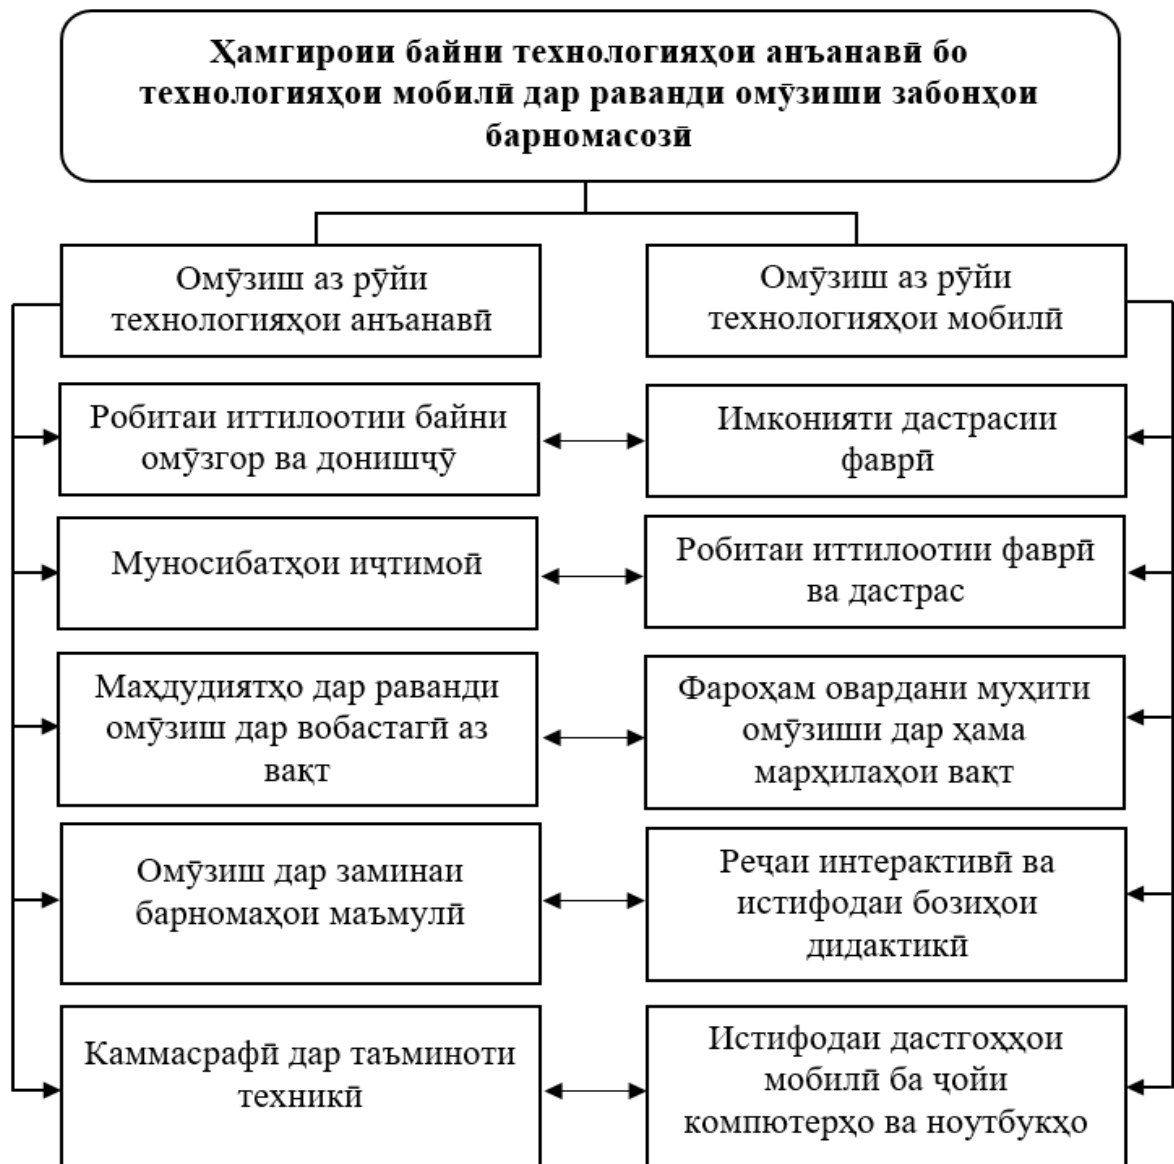 Ҳамгироии байни технологияҳои анъанавӣ бо
технологияҳои мобилӣ дар раванди омӯзиши забонҳои
барномасозӣ
Омӯзиш аз рӯйи
технологияҳои анъанавӣ
Омӯзиш аз рӯйи
технологияҳои мобилӣ
Робитаи иттилоотии байни
омӯзгор ва донишҷӯ
Имконияти дастрасии
фаврӣ
Муносибатҳои иҷтимоӣ
Робитаи иттилоотии фаврӣ
ва дастрас
Маҳдудиятҳо дар раванди
омӯзиш дар вобастагӣ аз
вақт
Фароҳам овардани муҳити
омӯзиши дар ҳама
марҳилаҳои вақт
Омӯзиш дар заминаи
барномаҳои маъмулӣ
Реҷаи интерактивӣ ва
истифодаи бозиҳои
дидактикӣ
Каммасрафӣ дар таъминоти
техникӣ
Истифодаи дастгоҳҳои
мобилӣ ба ҷойи
компютерҳо ва ноутбукҳо